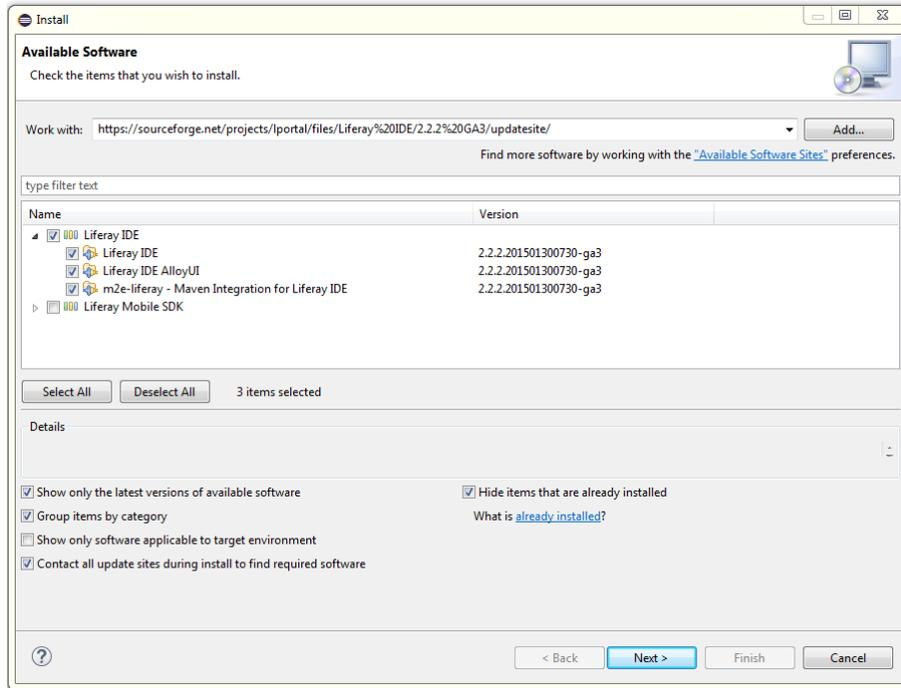 Install
Available Software
Check the items that you wish to install.
Work with: https://sourceforge.net/projects/lportal/files/Liferay%20IDE/2.2.2%20GA3/updatesite/ Add...
Find more software by working with the "Available Software Sites" preferences.
type filter text
Name Version
Liferay IDE
Liferay IDE 2.2.2.201501300730-ga3
Liferay IDE AlloyUI 2.2.2.201501300730-ga3
m2e-liferay - Maven Integration for Liferay IDE 2.2.2.201501300730-ga3
Liferay Mobile SDK
Select All Deselect All 3 items selected
Details
Show only the latest versions of available software Hide items that are already installed
Group items by category What is already installed?
Show only software applicable to target environment
Contact all update sites during install to find required software
? < Back Next > Finish Cancel